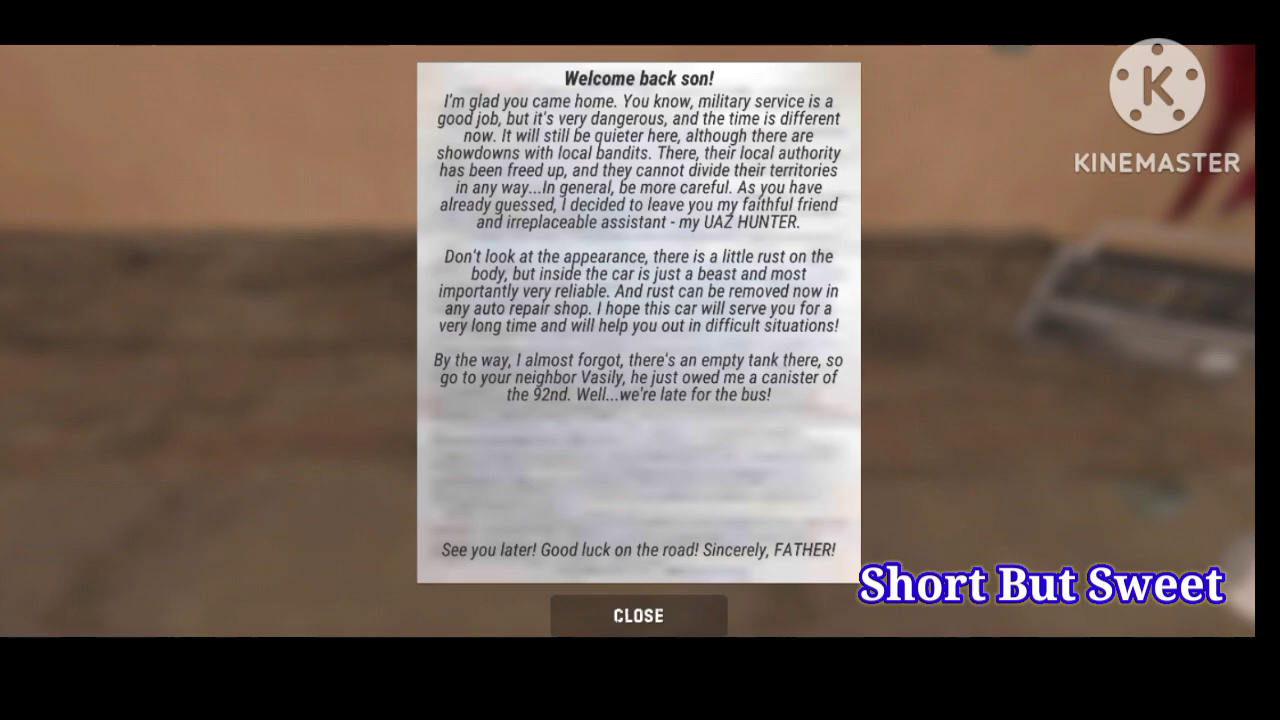 Welcome back son!
I'm glad you came home. You know, military service is a
good job, but it's very dangerous, and the time is different
now. It will still be quieter here, although there are
showdowns with local bandits. There, their local authority
has been freed up, and they cannot divide their territories
in any way...In general, be more careful. As you have
already guessed, I decided to leave you my faithful friend
and irreplaceable assistant - my UAZ HUNTER.
Don't look at the appearance, there is a little rust on the
body, but inside the car is just a beast and most
importantly very reliable. And rust can be removed now in
any auto repair shop. I hope this car will serve you for a
very long time and will help you out in difficult situations!
By the way, I almost forgot, there's an empty tank there, so
go to your neighbor Vasily, he just owed me a canister of
the 92nd. Well...we're late for the bus!
See you later! Good luck on the road! Sincerely, FATHER!
CLOSE
K
KINEMASTER
Short But Sweet